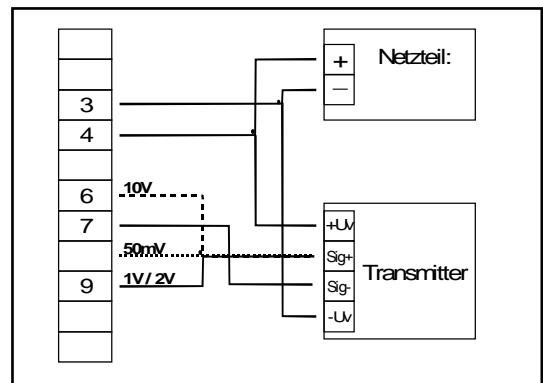 +
Netzteil:
—
3
4
6
10V
7
+Uv
50mV
Sig+
9
1V / 2V
Transmitter
Sig-
-Uv